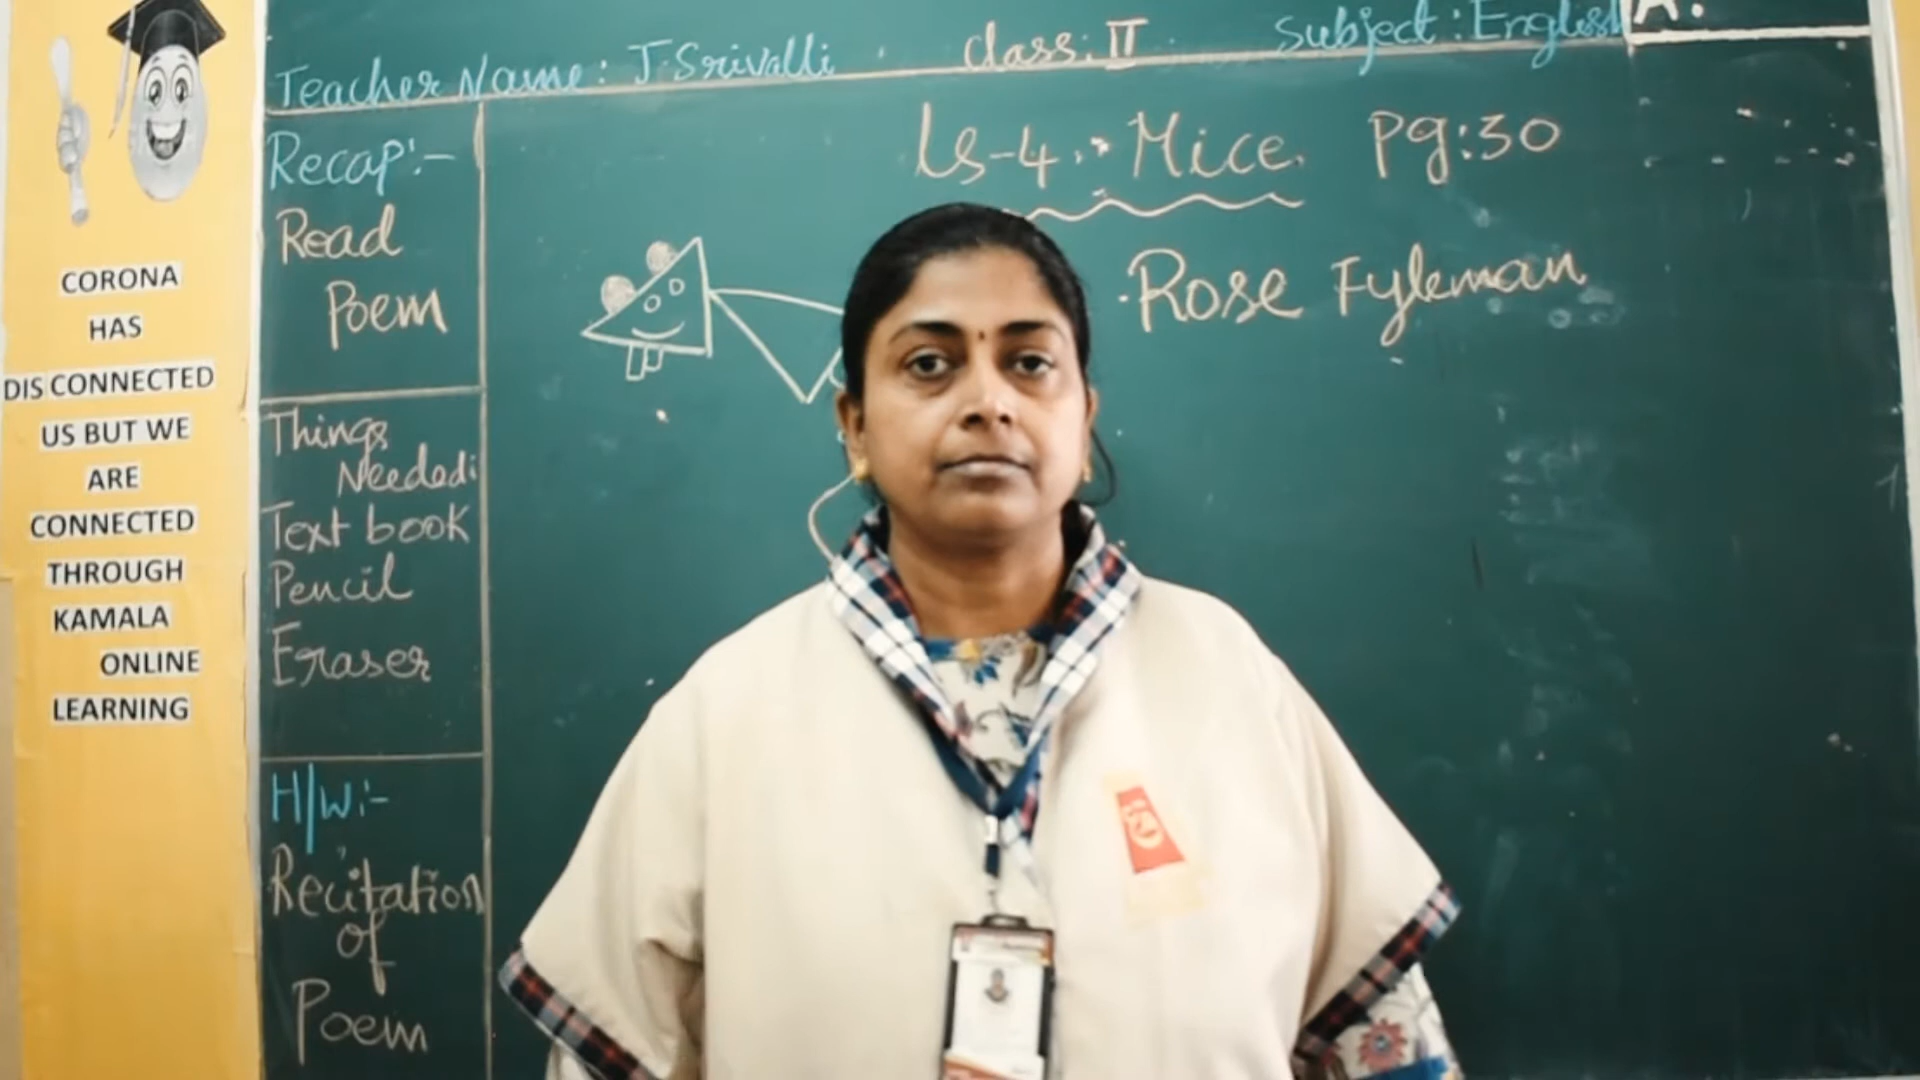 CORONA
HAS
DIS CONNECTED
US BUT WE
ARE
CONNECTED
THROUGH
KAMALA
ONLINE
LEARNING
Teacher Name: J. Srivalli
Class: II
Subject: English
A.
Recap:-
Read
Poem
Things
Needed:
Text book
Pencil
Eraser
H/w:-
Recitation
of
Poem
Ls-4. Mice. Pg:30
Rose Fyleman